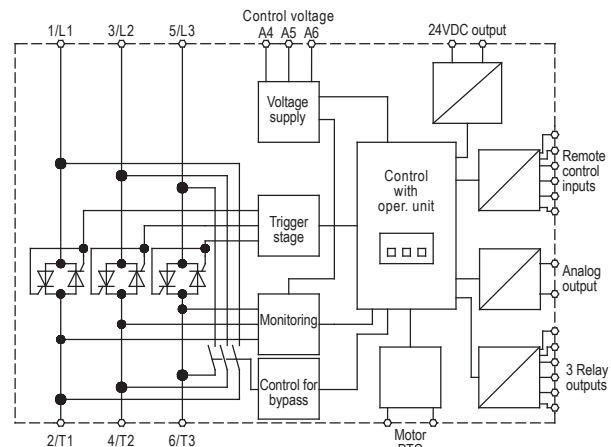 Control voltage
1/L1 3/L2 5/L3 A4 A5 A6 24VDC output
Voltage
supply
Control
with
oper. unit
Remote
control
inputs
Trigger
stage
Analog
output
Monitoring
Control for
bypass
3 Relay
outputs
2/T1 4/T2 6/T3 Motor
PTC